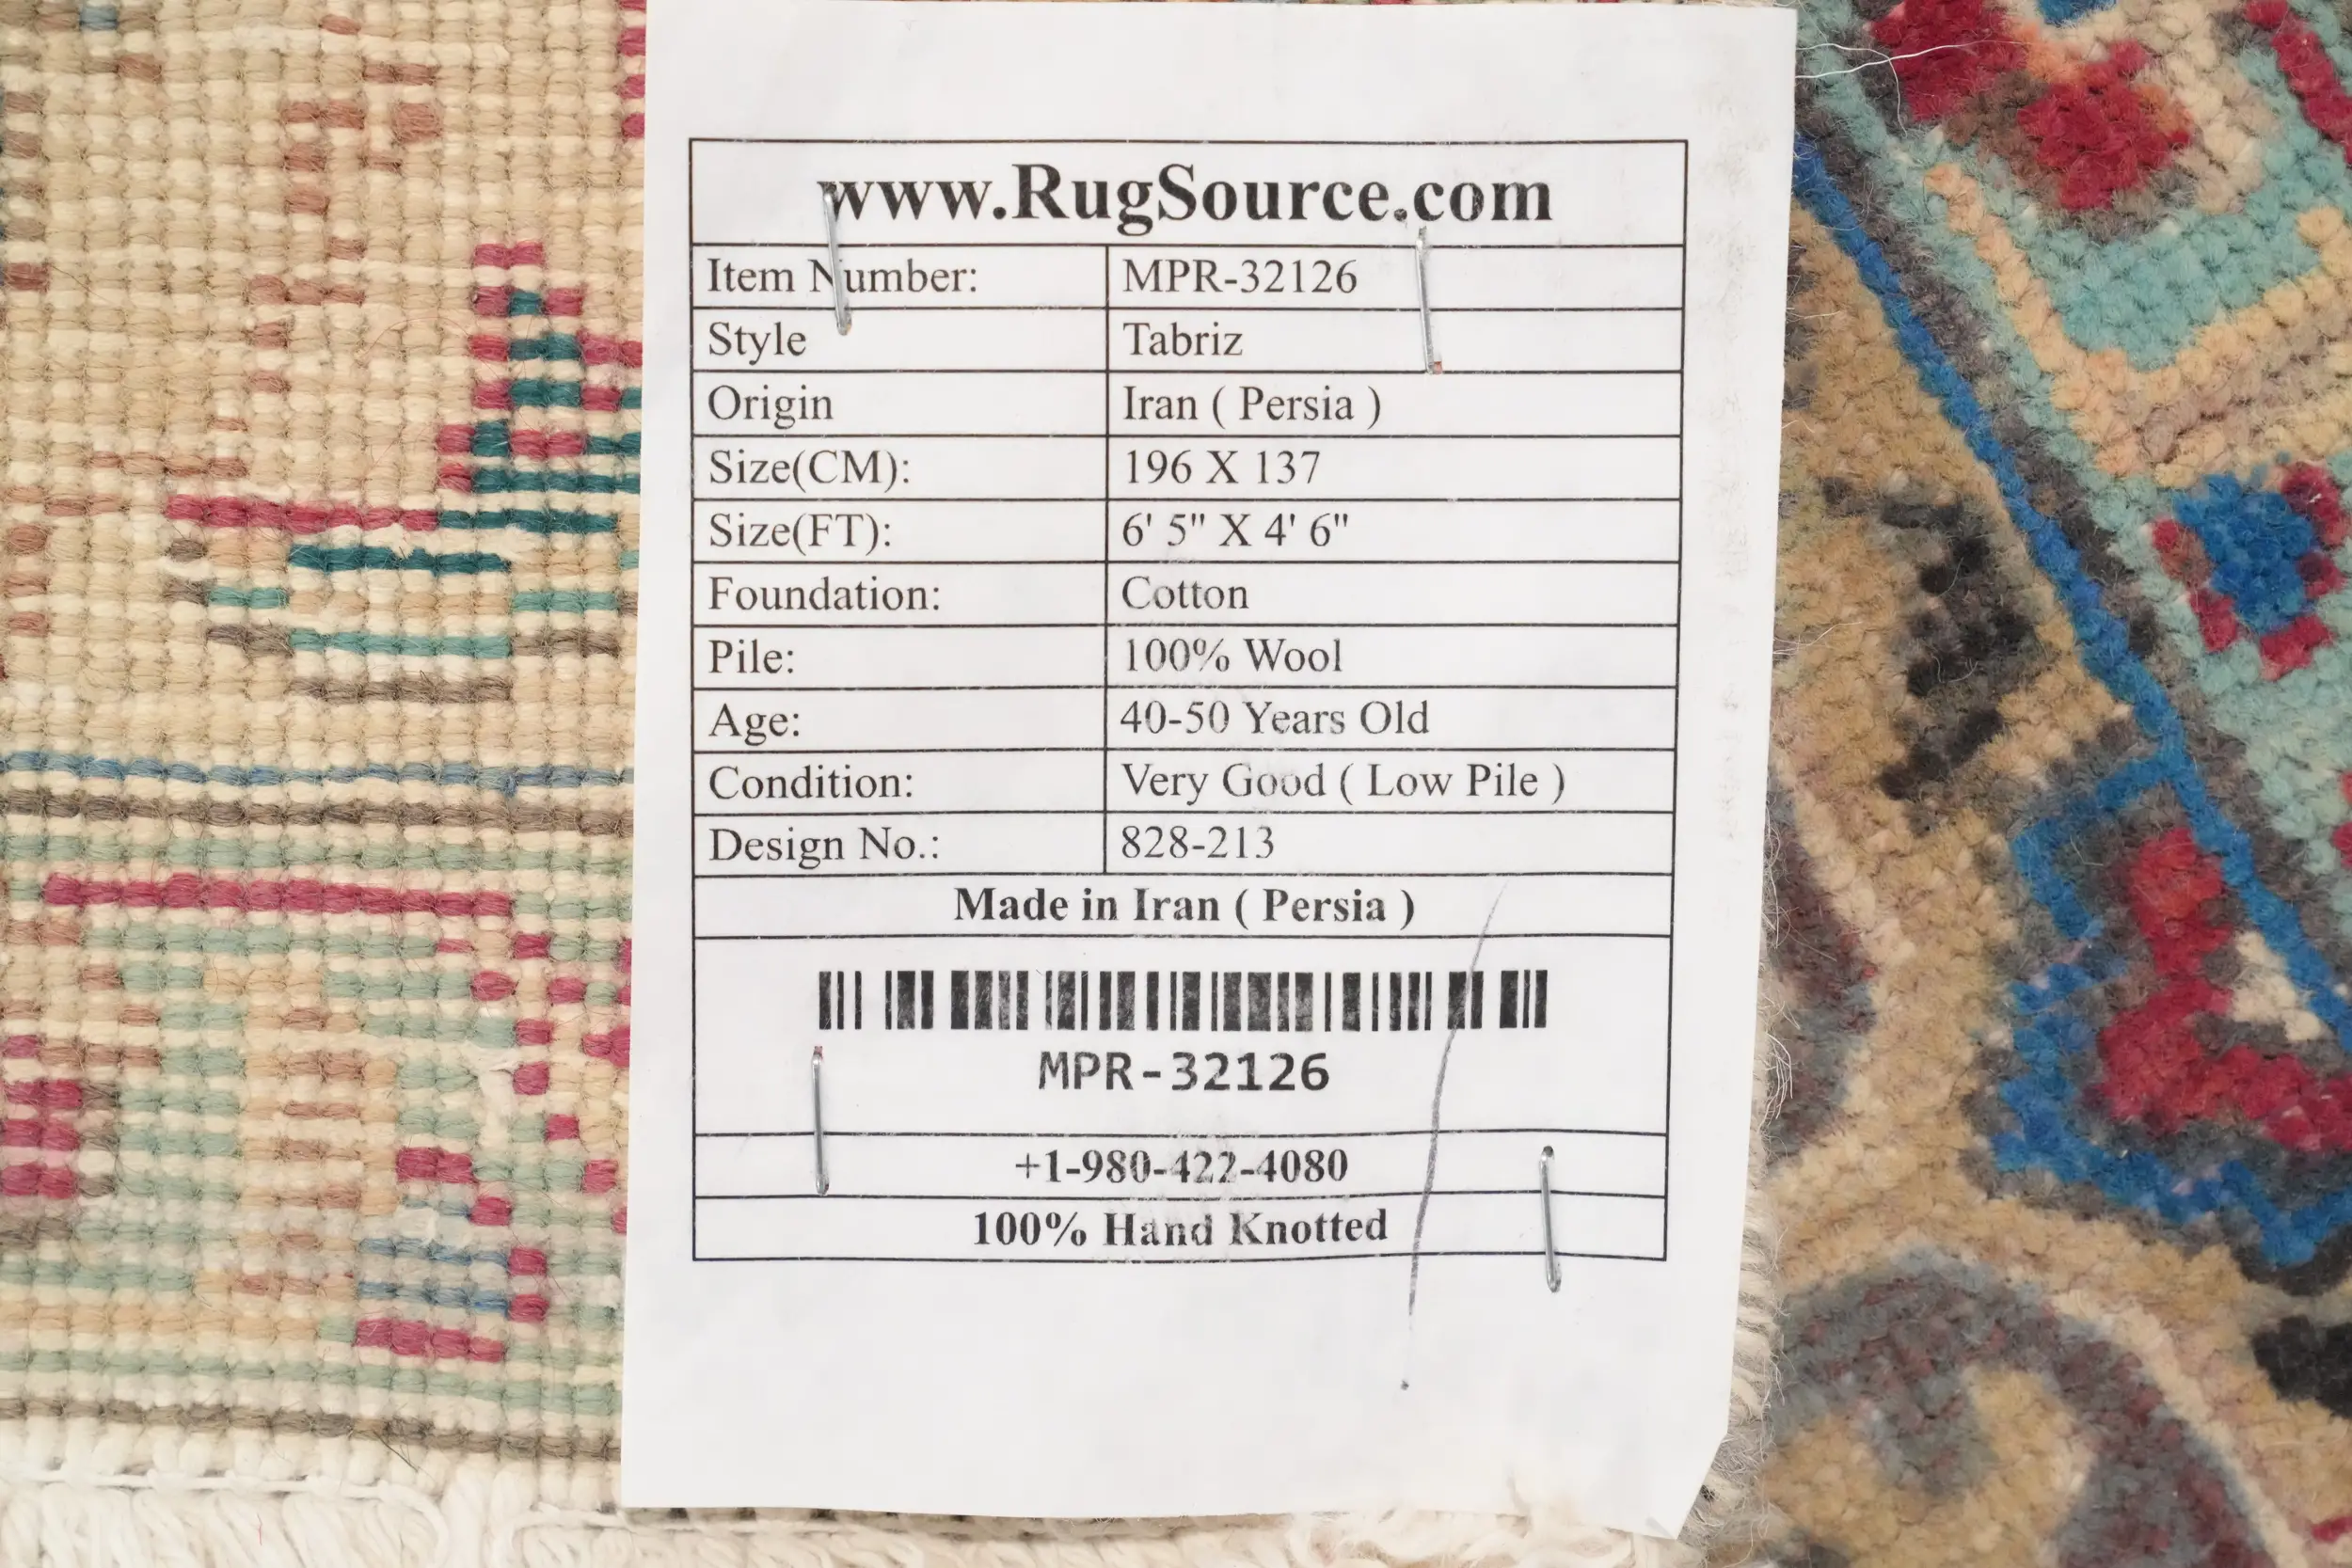 www.RugSource.com
Item Number: MPR-32126
Style Tabriz
Origin Iran ( Persia )
Size(CM): 196 X 137
Size(FT): 6' 5" X 4' 6"
Foundation: Cotton
Pile: 100% Wool
Age: 40-50 Years Old
Condition: Very Good ( Low Pile )
Design No.: 828-213
Made in Iran ( Persia )
MPR-32126
+1-980-422-4080
100% Hand Knotted